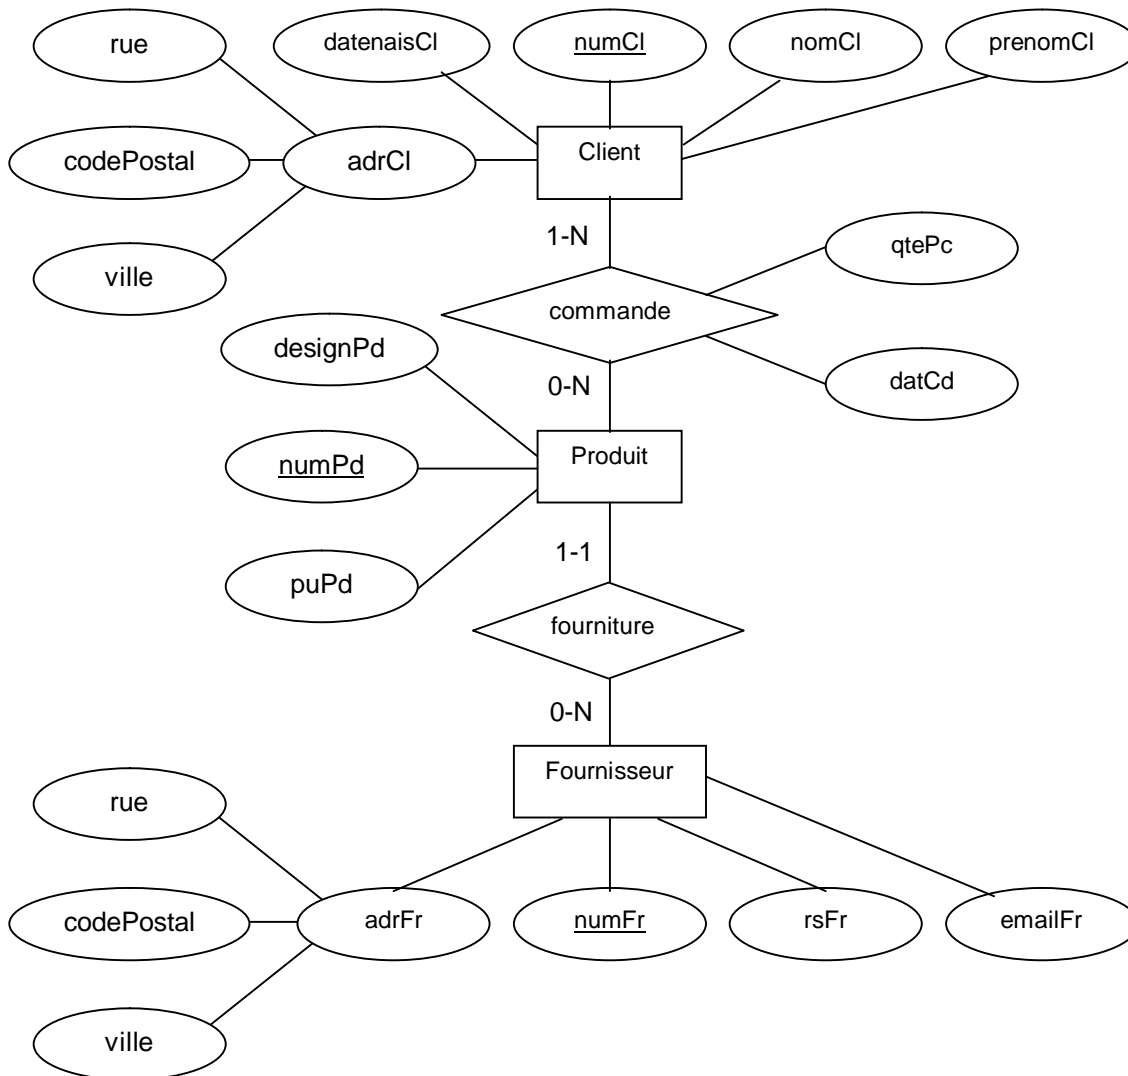 rue
datenaisCl
numCl
nomCl
prenomCl
codePostal
adrCl
Client
ville
1-N
qtePc
commande
designPd
0-N
datCd
numPd
Produit
puPd
1-1
fourniture
0-N
Fournisseur
rue
codePostal
adrFr
numFr
rsFr
emailFr
ville